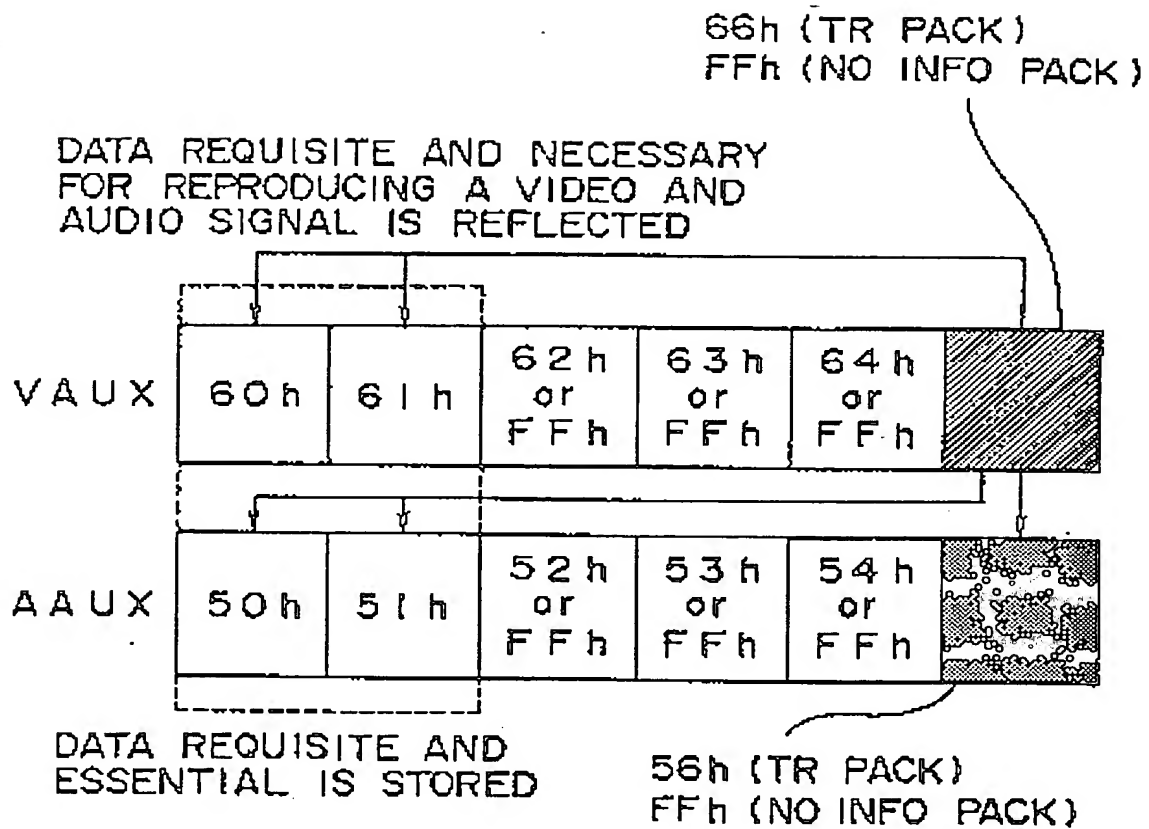 66h (TR PACK)
FFh (NO INFO PACK)
DATA REQUISITE AND NECESSARY
FOR REPRODUCING A VIDEO AND
AUDIO SIGNAL IS REFLECTED
VAUX 60h 61h 62h or FFh 63h or FFh 64h or FFh
AAUX 50h 51h 52h or FFh 53h or FFh 54h or FFh
DATA REQUISITE AND
ESSENTIAL IS STORED
56h (TR PACK)
FFh (NO INFO PACK)